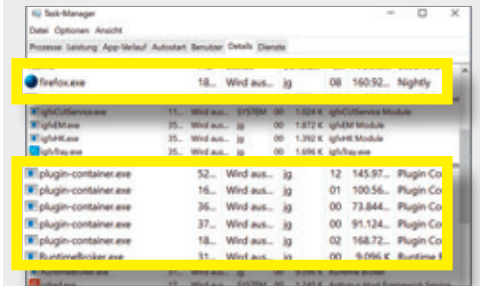 Task-Manager
Datei Optionen Ansicht
Prozesse Leistung App-Verlauf Autostart Benutzer Details Dienste
firefox.exe 18... Wird aus... jg 08 160.92... Nightly
igfxCUIService.exe 11... Wird aus... SYSTEM 00 1.024 K igfxCUIService Module
igfxEM.exe 35... Wird aus... jg 00 1.872 K igfxEM Module
igfxHK.exe 35... Wird aus... jg 00 1.392 K igfxHK Module
igfxTray.exe 35... Wird aus... jg 00 1.696 K igfxTray.exe
plugin-container.exe 52... Wird aus... jg 12 145.97... Plugin Co
plugin-container.exe 16... Wird aus... jg 01 100.56... Plugin Co
plugin-container.exe 36... Wird aus... jg 00 73.844... Plugin Co
plugin-container.exe 37... Wird aus... jg 00 91.124... Plugin Co
plugin-container.exe 18... Wird aus... jg 02 168.72... Plugin Co
RuntimeBroker.exe 31... Wird aus... jg 00 9.096 K Runtime